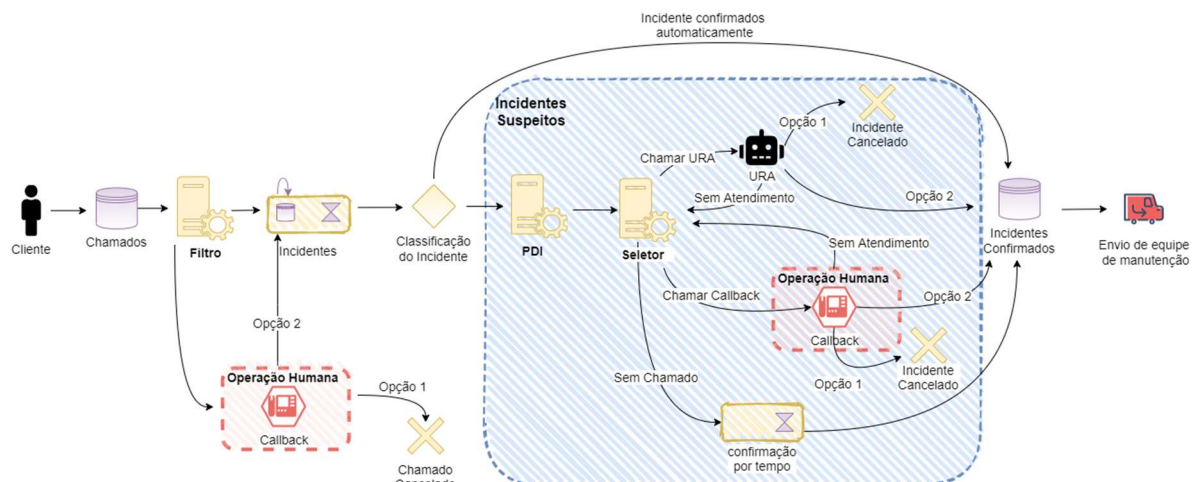 Incidente confirmados
automaticamente
Incidentes
Suspeitos
Opção 1
Incidente
Cancelado
Chamar URA
URA
Sem Atendimento
Opção 2
Cliente
Chamados
Filtro
Incidentes
Classificação
do Incidente
PDI
Seletor
Sem Atendimento
Incidentes
Confirmados
Envio de equipe
de manutenção
Operação Humana
Chamar Callback
Opção 2
Callback
Opção 1
Incidente
Cancelado
Opção 2
Operação Humana
Callback
Opção 1
Sem Chamado
confirmação
por tempo
Chamado
Cancelado